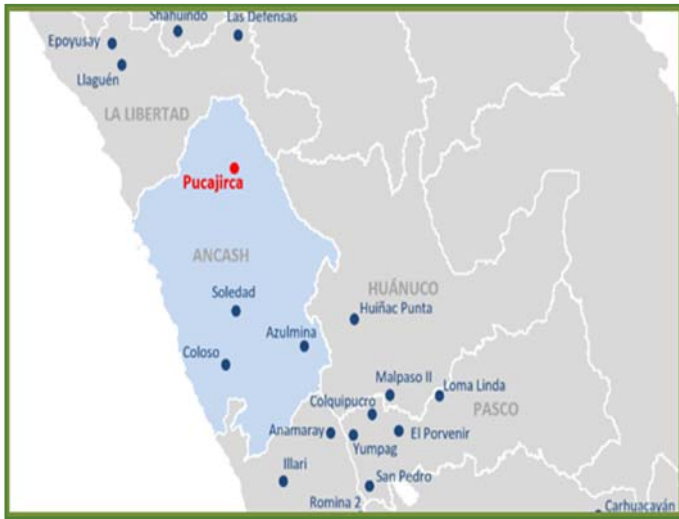 Shahuindo
Las Defensas
Epoyusay
Llaguén
LA LIBERTAD
Pucajirca
ANCASH
Soledad
HUÁNUCO
Huiñac Punta
Azulmina
Coloso
Malpaso II
Loma Linda
Colquipucro
PASCO
Anamaray
El Porvenir
Yumpag
Illari
San Pedro
Romina 2
Carhuacayán